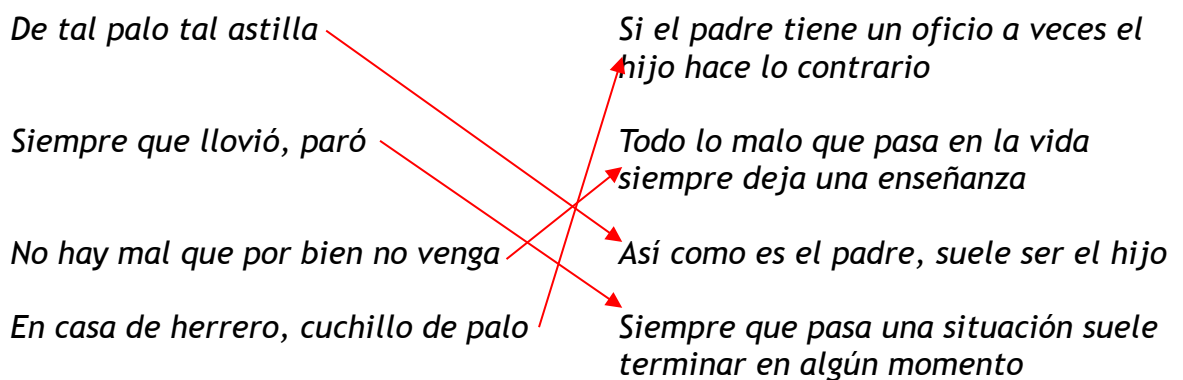 De tal palo tal astilla
Si el padre tiene un oficio a veces el
hijo hace lo contrario
Siempre que llovió, paró
Todo lo malo que pasa en la vida
siempre deja una enseñanza
No hay mal que por bien no venga
Así como es el padre, suele ser el hijo
En casa de herrero, cuchillo de palo
Siempre que pasa una situación suele
terminar en algún momento